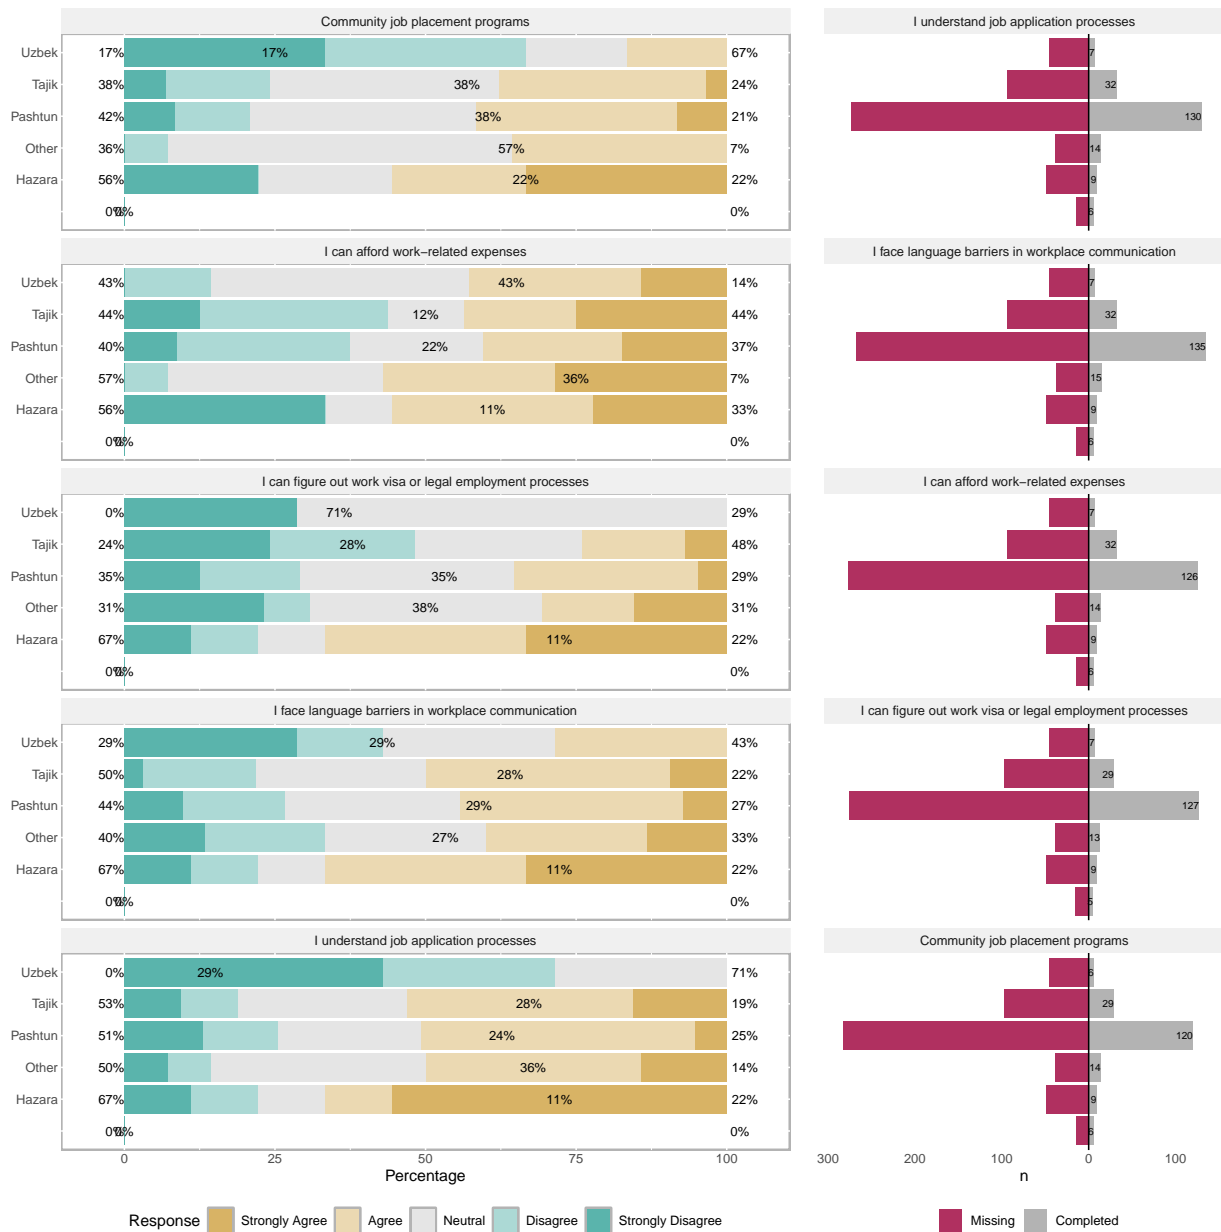 Community job placement programs
Uzbek 17% 17% 67%
Tajik 38% 38% 24%
Pashtun 42% 38% 21%
Other 36% 57% 7%
Hazara 56% 22% 22%
0% 0% 0%
I can afford work−related expenses
Uzbek 43% 43% 14%
Tajik 44% 12% 44%
Pashtun 40% 22% 37%
Other 57% 36% 7%
Hazara 56% 11% 33%
0% 0% 0%
I can figure out work visa or legal employment processes
Uzbek 0% 71% 29%
Tajik 24% 28% 48%
Pashtun 35% 35% 29%
Other 31% 38% 31%
Hazara 67% 11% 22%
0% 0% 0%
I face language barriers in workplace communication
Uzbek 29% 29% 43%
Tajik 50% 28% 22%
Pashtun 44% 29% 27%
Other 40% 27% 33%
Hazara 67% 11% 22%
0% 0% 0%
I understand job application processes
Uzbek 0% 29% 71%
Tajik 53% 28% 19%
Pashtun 51% 24% 25%
Other 50% 36% 14%
Hazara 67% 11% 22%
0% 0% 0%
0 25 50 75 100
Percentage
Response Strongly Agree Agree Neutral Disagree Strongly Disagree
I understand job application processes
7
32
130
14
9
6
I face language barriers in workplace communication
7
32
135
15
9
6
I can afford work−related expenses
7
32
126
14
9
6
I can figure out work visa or legal employment processes
7
29
127
13
9
5
Community job placement programs
6
29
120
14
9
6
300 200 100 0 100
n
Missing Completed